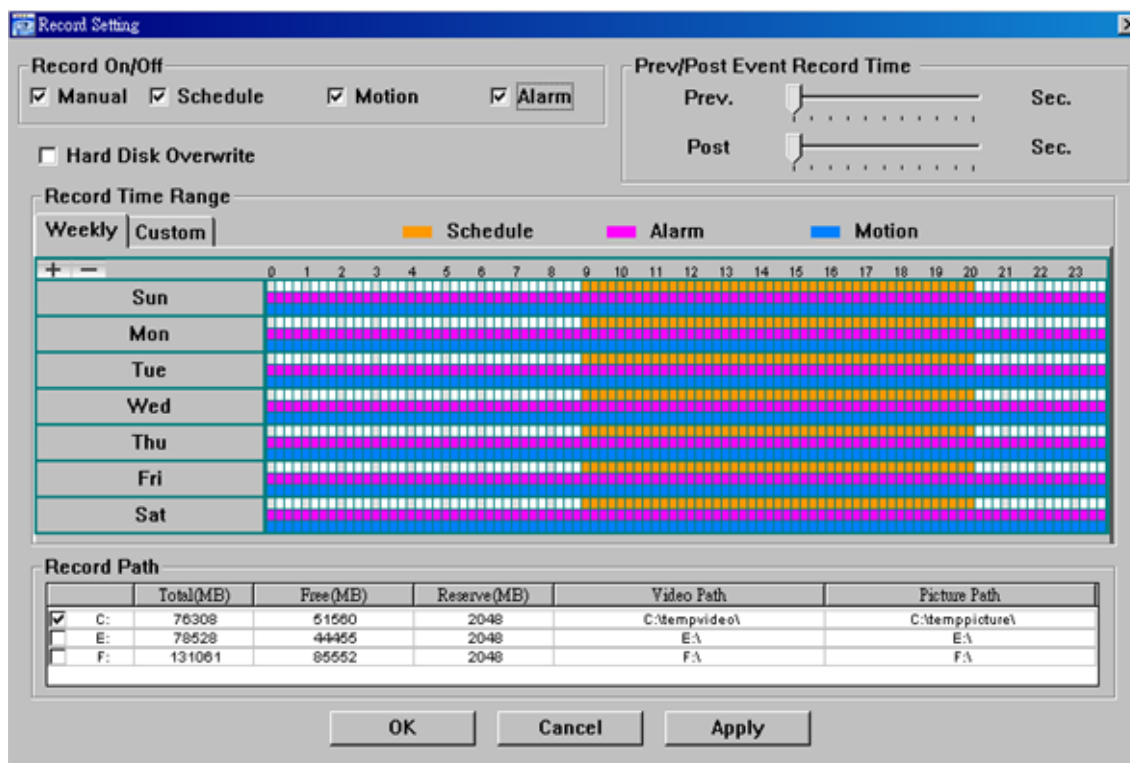 Record Setting
Record On/Off
Manual Schedule Motion Alarm
Prev/Post Event Record Time
Prev. Sec.
Post Sec.
Hard Disk Overwrite
Record Time Range
Weekly Custom
Schedule Alarm Motion
+ − 0 1 2 3 4 5 6 7 8 9 10 11 12 13 14 15 16 17 18 19 20 21 22 23
Sun
Mon
Tue
Wed
Thu
Fri
Sat
Record Path
Total(MB) Free(MB) Reserve(MB) Video Path Picture Path
C: 76308 51560 2048 C:\tempvideo\ C:\temppicture\
E: 78528 44455 2048 E:\ E:\
F: 131061 85552 2048 F:\ F:\
OK Cancel Apply